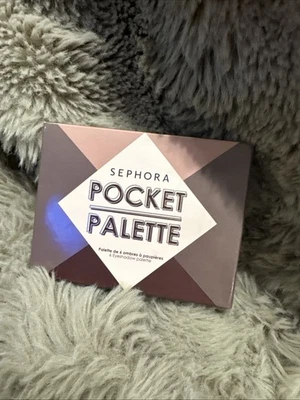 SEPHORA
POCKET
PALETTE
Palette de 6 ombres à paupières
6 Eyeshadow palette